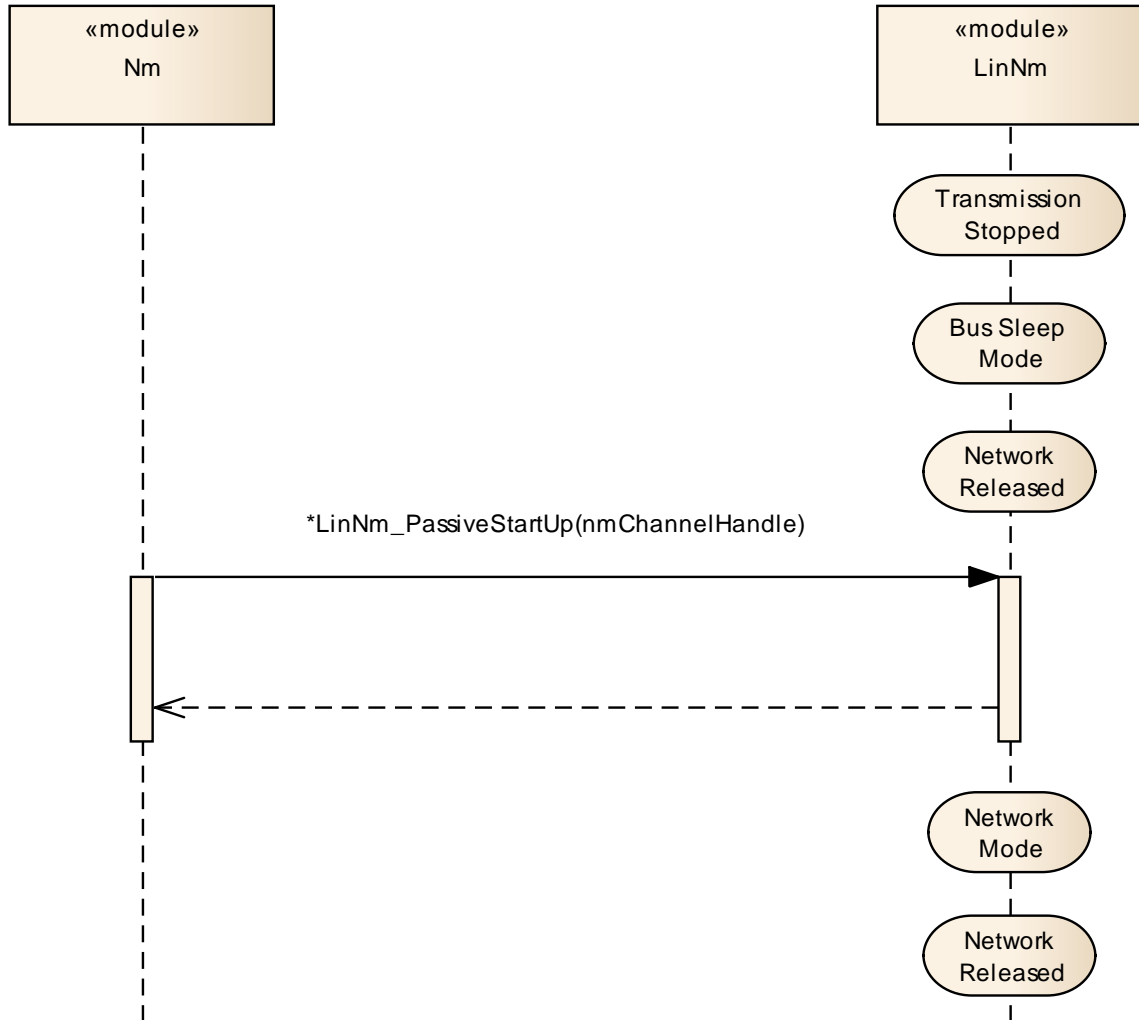 «module»
Nm
«module»
LinNm
Transmission
Stopped
Bus Sleep
Mode
Network
Released
*LinNm_PassiveStartUp(nmChannelHandle)
Network
Mode
Network
Released